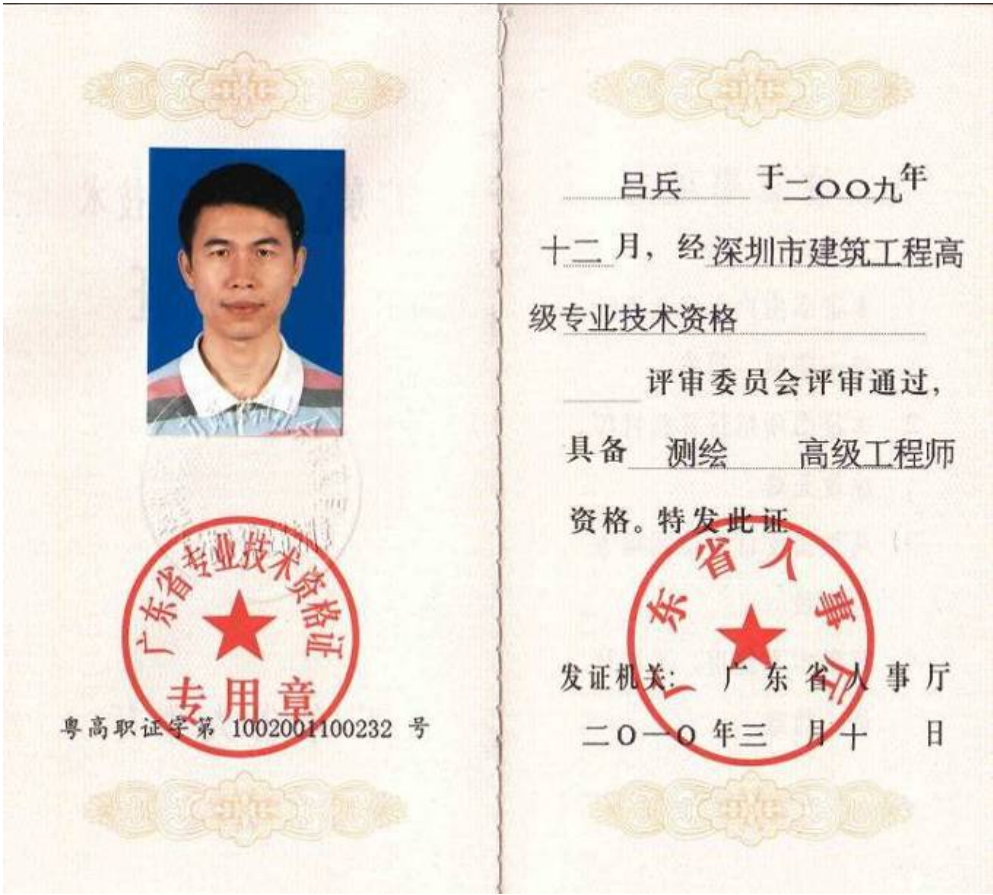 广东省专业技术资格证
专用章
粤高职证字第 1002001100232 号
吕兵 于二〇〇九年
十二月，经深圳市建筑工程高
级专业技术资格
评审委员会评审通过，
具备 测绘 高级工程师
资格。特发此证
广东省人事厅
发证机关： 广东省人事厅
二〇一〇年三月十日